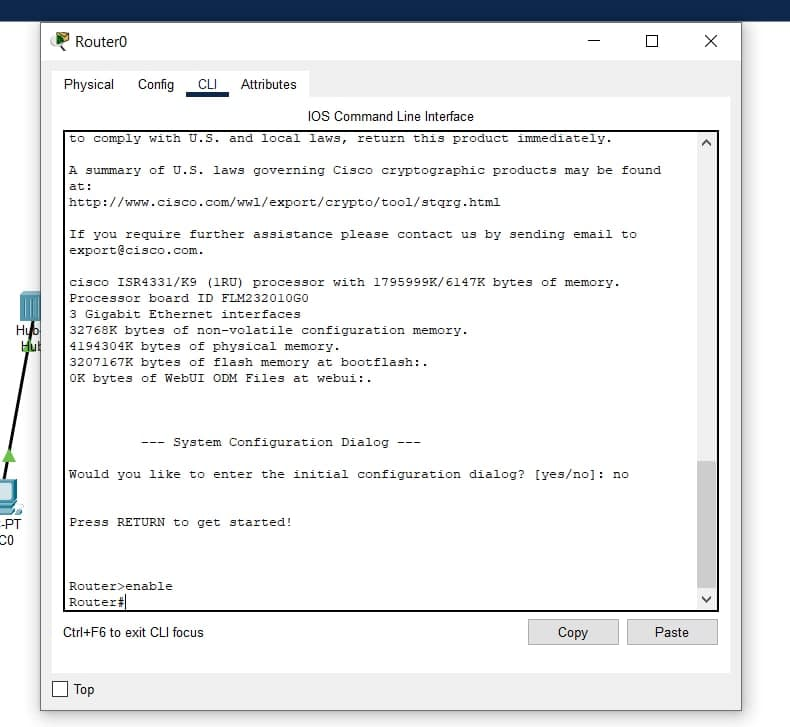 Router0
Physical Config CLI Attributes
IOS Command Line Interface
to comply with U.S. and local laws, return this product immediately.
A summary of U.S. laws governing Cisco cryptographic products may be found
at:
http://www.cisco.com/wwl/export/crypto/tool/stqrg.html
If you require further assistance please contact us by sending email to
export@cisco.com.
cisco ISR4331/K9 (1RU) processor with 1795999K/6147K bytes of memory.
Processor board ID FLM232010G0
3 Gigabit Ethernet interfaces
32768K bytes of non-volatile configuration memory.
4194304K bytes of physical memory.
3207167K bytes of flash memory at bootflash:.
0K bytes of WebUI ODM Files at webui:.
--- System Configuration Dialog ---
Would you like to enter the initial configuration dialog? [yes/no]: no
Press RETURN to get started!
Router>enable
Router#
Ctrl+F6 to exit CLI focus
Copy
Paste
Top
Hub
Hub
-PT
C0